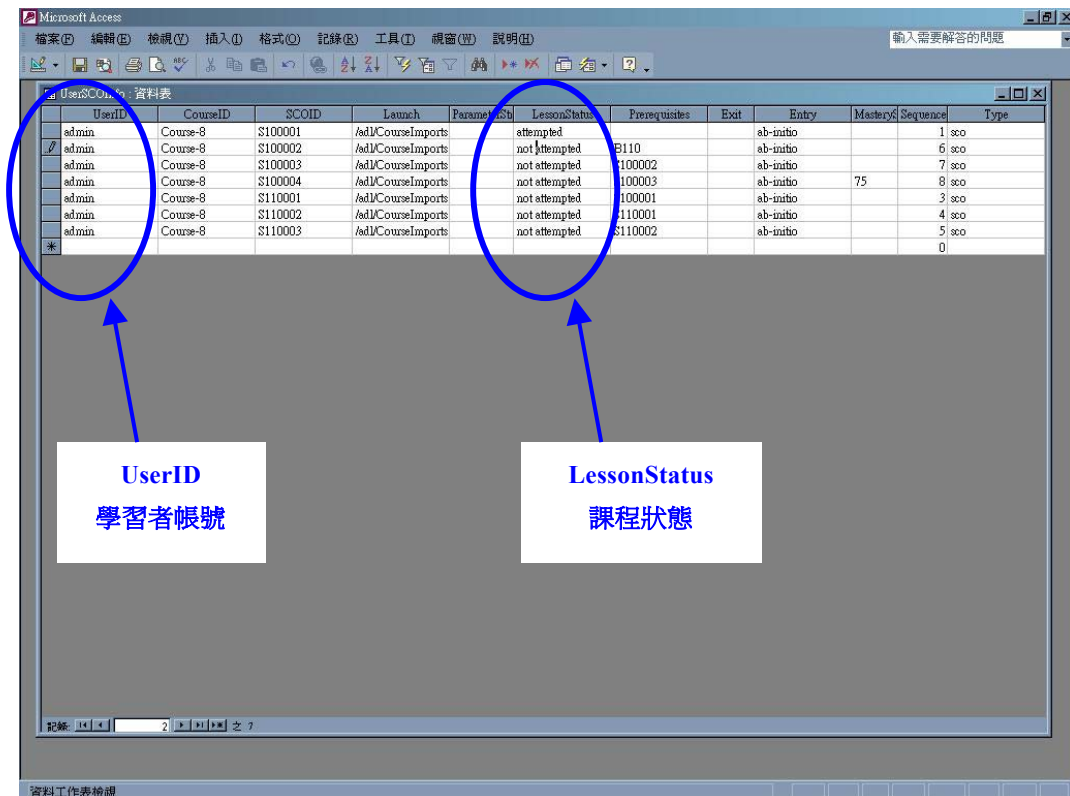 Microsoft Access
檔案(F) 編輯(E) 檢視(V) 插入(I) 格式(O) 記錄(R) 工具(T) 視窗(W) 說明(H) 輸入需要解答的問題
: 資料表
UserID CourseID SCOID Launch LessonStatus Prerequisites Exit Entry Sequence Type
admin Course-8 S100001 /adl/CourseImports attempted ab-initio 1 sco
admin Course-8 S100002 /adl/CourseImports not attempted B110 ab-initio 6 sco
admin Course-8 S100003 /adl/CourseImports not attempted S100002 ab-initio 7 sco
admin Course-8 S100004 /adl/CourseImports not attempted S100003 ab-initio 75 8 sco
admin Course-8 S110001 /adl/CourseImports not attempted S100001 ab-initio 3 sco
admin Course-8 S110002 /adl/CourseImports not attempted S110001 ab-initio 4 sco
admin Course-8 S110003 /adl/CourseImports not attempted S110002 ab-initio 5 sco
0
UserID
學習者帳號
LessonStatus
課程狀態
記錄: 2 之 7
資料工作表檢視